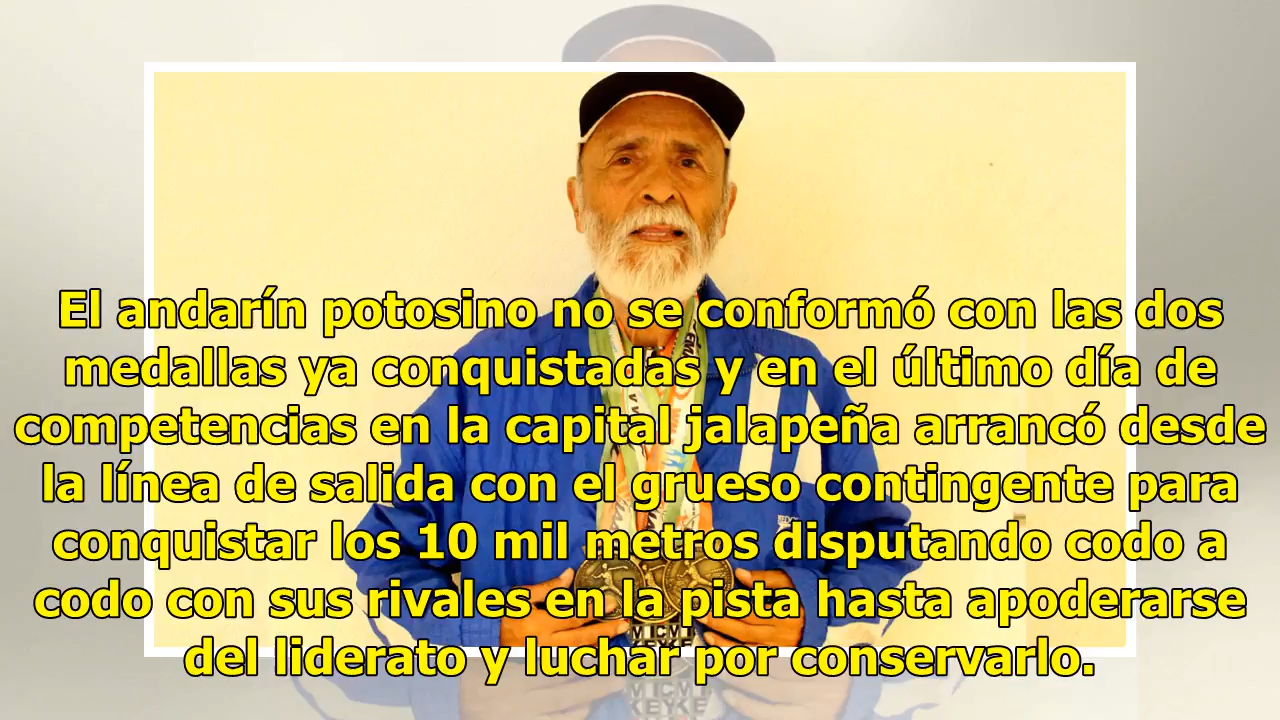 El andarín potosino no se conformó con las dos
medallas ya conquistadas y en el último día de
competencias en la capital jalapeña arrancó desde
la línea de salida con el grueso contingente para
conquistar los 10 mil metros disputando codo a
codo con sus rivales en la pista hasta apoderarse
del liderato y luchar por conservarlo.